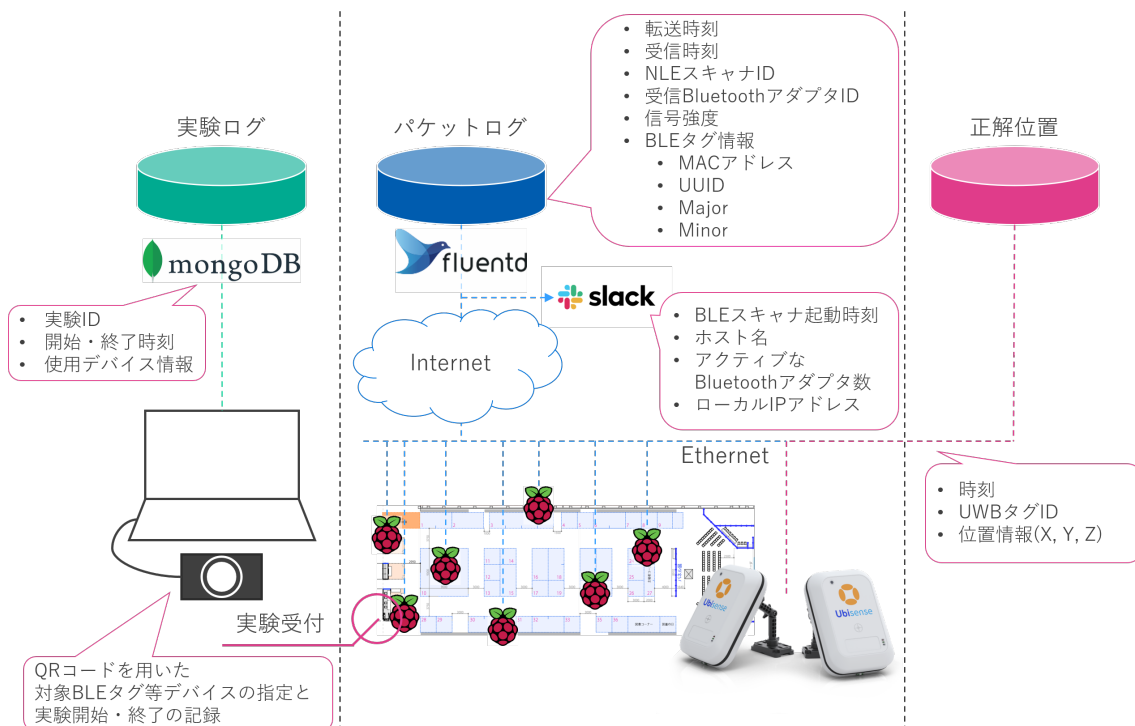 実験ログ
mongoDB
• 実験ID
• 開始・終了時刻
• 使用デバイス情報
QRコードを用いた
対象BLEタグ等デバイスの指定と
実験開始・終了の記録
実験受付
パケットログ
fluentd
slack
Internet
• 転送時刻
• 受信時刻
• NLEスキャナID
• 受信BluetoothアダプタID
• 信号強度
• BLEタグ情報
• MACアドレス
• UUID
• Major
• Minor
• BLEスキャナ起動時刻
• ホスト名
• アクティブな
Bluetoothアダプタ数
• ローカルIPアドレス
Ethernet
Ubisense
Ubisense
正解位置
• 時刻
• UWBタグID
• 位置情報(X, Y, Z)